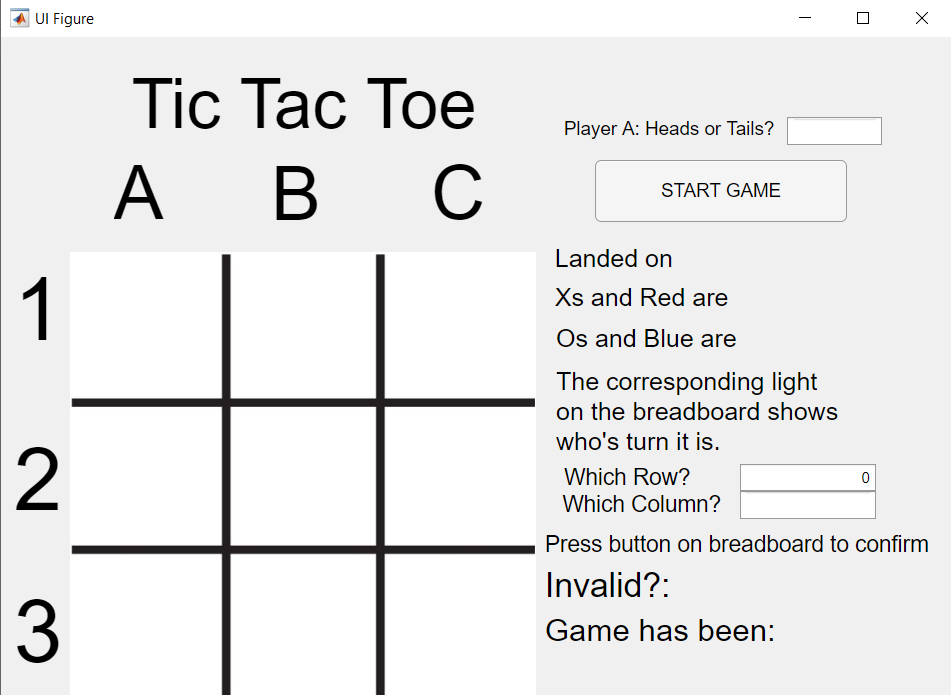 UI Figure
Tic Tac Toe
A B C
1
2
3
Player A: Heads or Tails?
START GAME
Landed on
Xs and Red are
Os and Blue are
The corresponding light
on the breadboard shows
who's turn it is.
Which Row? 0
Which Column?
Press button on breadboard to confirm
Invalid?:
Game has been: